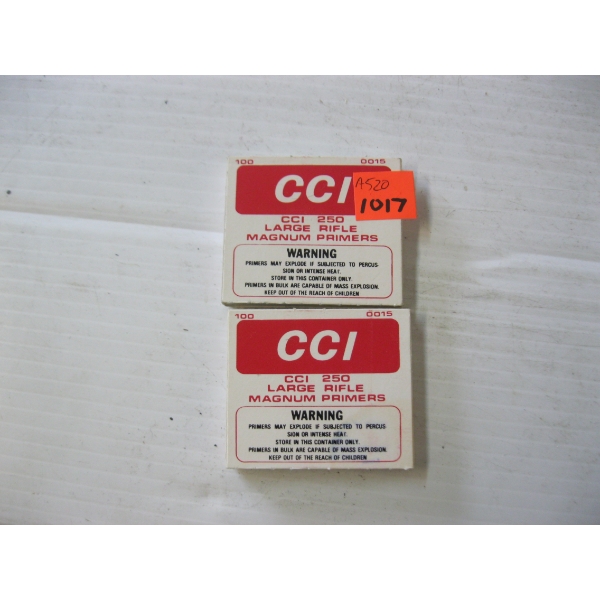 100 0015
CCI
A520
1017
CCI 250
LARGE RIFLE
MAGNUM PRIMERS
WARNING
PRIMERS MAY EXPLODE IF SUBJECTED TO PERCUS
SION OR INTENSE HEAT.
STORE IN THIS CONTAINER ONLY.
PRIMERS IN BULK ARE CAPABLE OF MASS EXPLOSION.
KEEP OUT OF THE REACH OF CHILDREN
100 0015
CCI
CCI 250
LARGE RIFLE
MAGNUM PRIMERS
WARNING
PRIMERS MAY EXPLODE IF SUBJECTED TO PERCUS
SION OR INTENSE HEAT.
STORE IN THIS CONTAINER ONLY.
PRIMERS IN BULK ARE CAPABLE OF MASS EXPLOSION.
KEEP OUT OF THE REACH OF CHILDREN